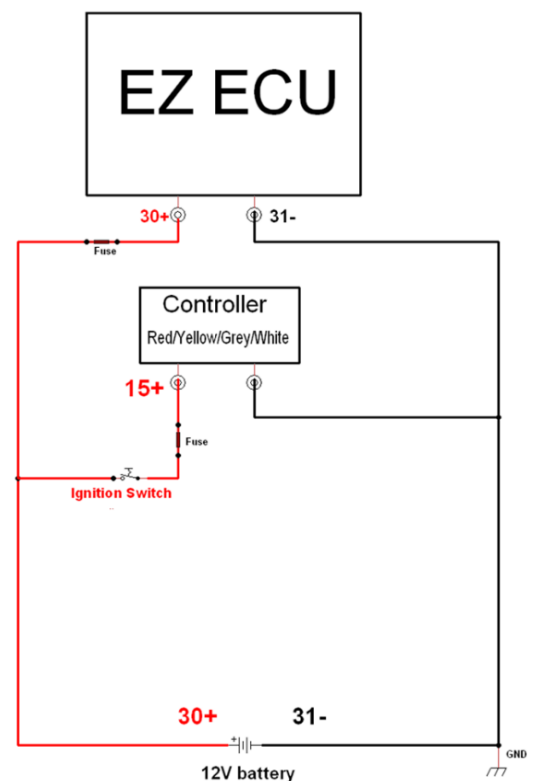 EZ ECU
30+
31-
Fuse
Controller
Red/Yellow/Grey/White
15+
Fuse
Ignition Switch
30+
31-
+
GND
12V battery